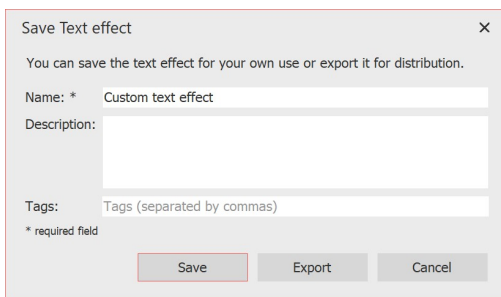 Save Text effect
You can save the text effect for your own use or export it for distribution.
Name: * Custom text effect
Description:
Tags: Tags (separated by commas)
* required field
Save Export Cancel